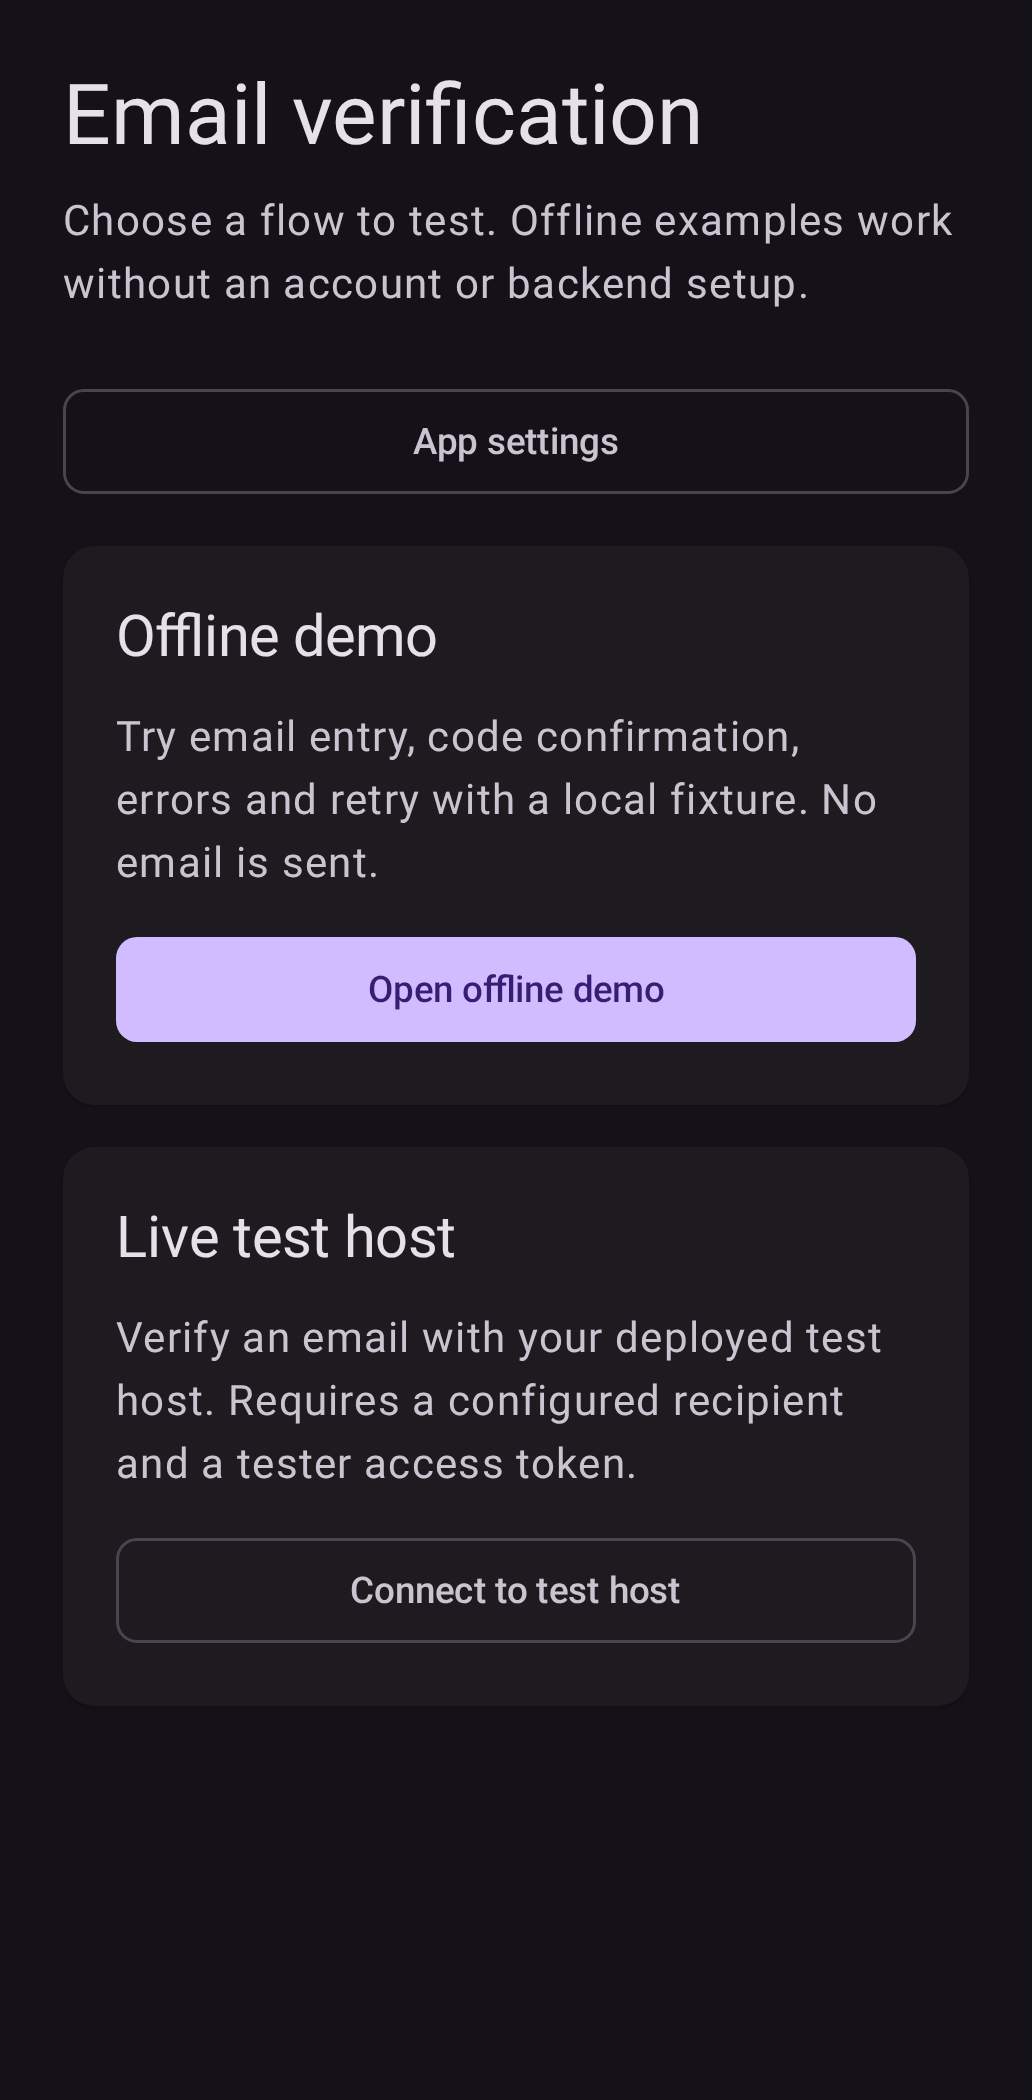 Email verification
Choose a flow to test. Offline examples work
without an account or backend setup.
App settings
Offline demo
Try email entry, code confirmation,
errors and retry with a local fixture. No
email is sent.
Open offline demo
Live test host
Verify an email with your deployed test
host. Requires a configured recipient
and a tester access token.
Connect to test host